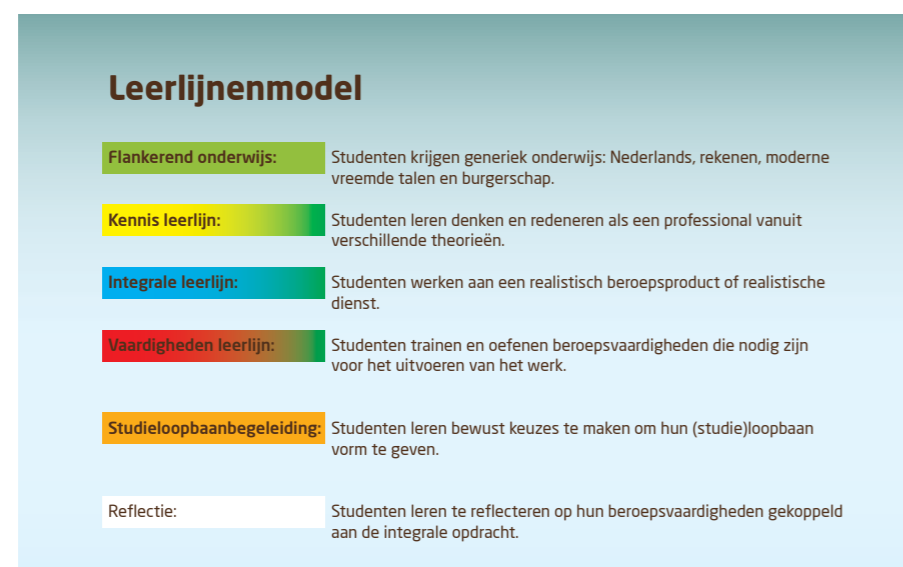 Leerlijnenmodel
Flankerend onderwijs: Studenten krijgen generiek onderwijs: Nederlands, rekenen, moderne
vreemde talen en burgerschap.
Kennis leerlijn: Studenten leren denken en redeneren als een professional vanuit
verschillende theorieën.
Integrale leerlijn: Studenten werken aan een realistisch beroepsproduct of realistische
dienst.
Vaardigheden leerlijn: Studenten trainen en oefenen beroepsvaardigheden die nodig zijn
voor het uitvoeren van het werk.
Studieloopbaanbegeleiding: Studenten leren bewust keuzes te maken om hun (studie)loopbaan
vorm te geven.
Reflectie: Studenten leren te reflecteren op hun beroepsvaardigheden gekoppeld
aan de integrale opdracht.